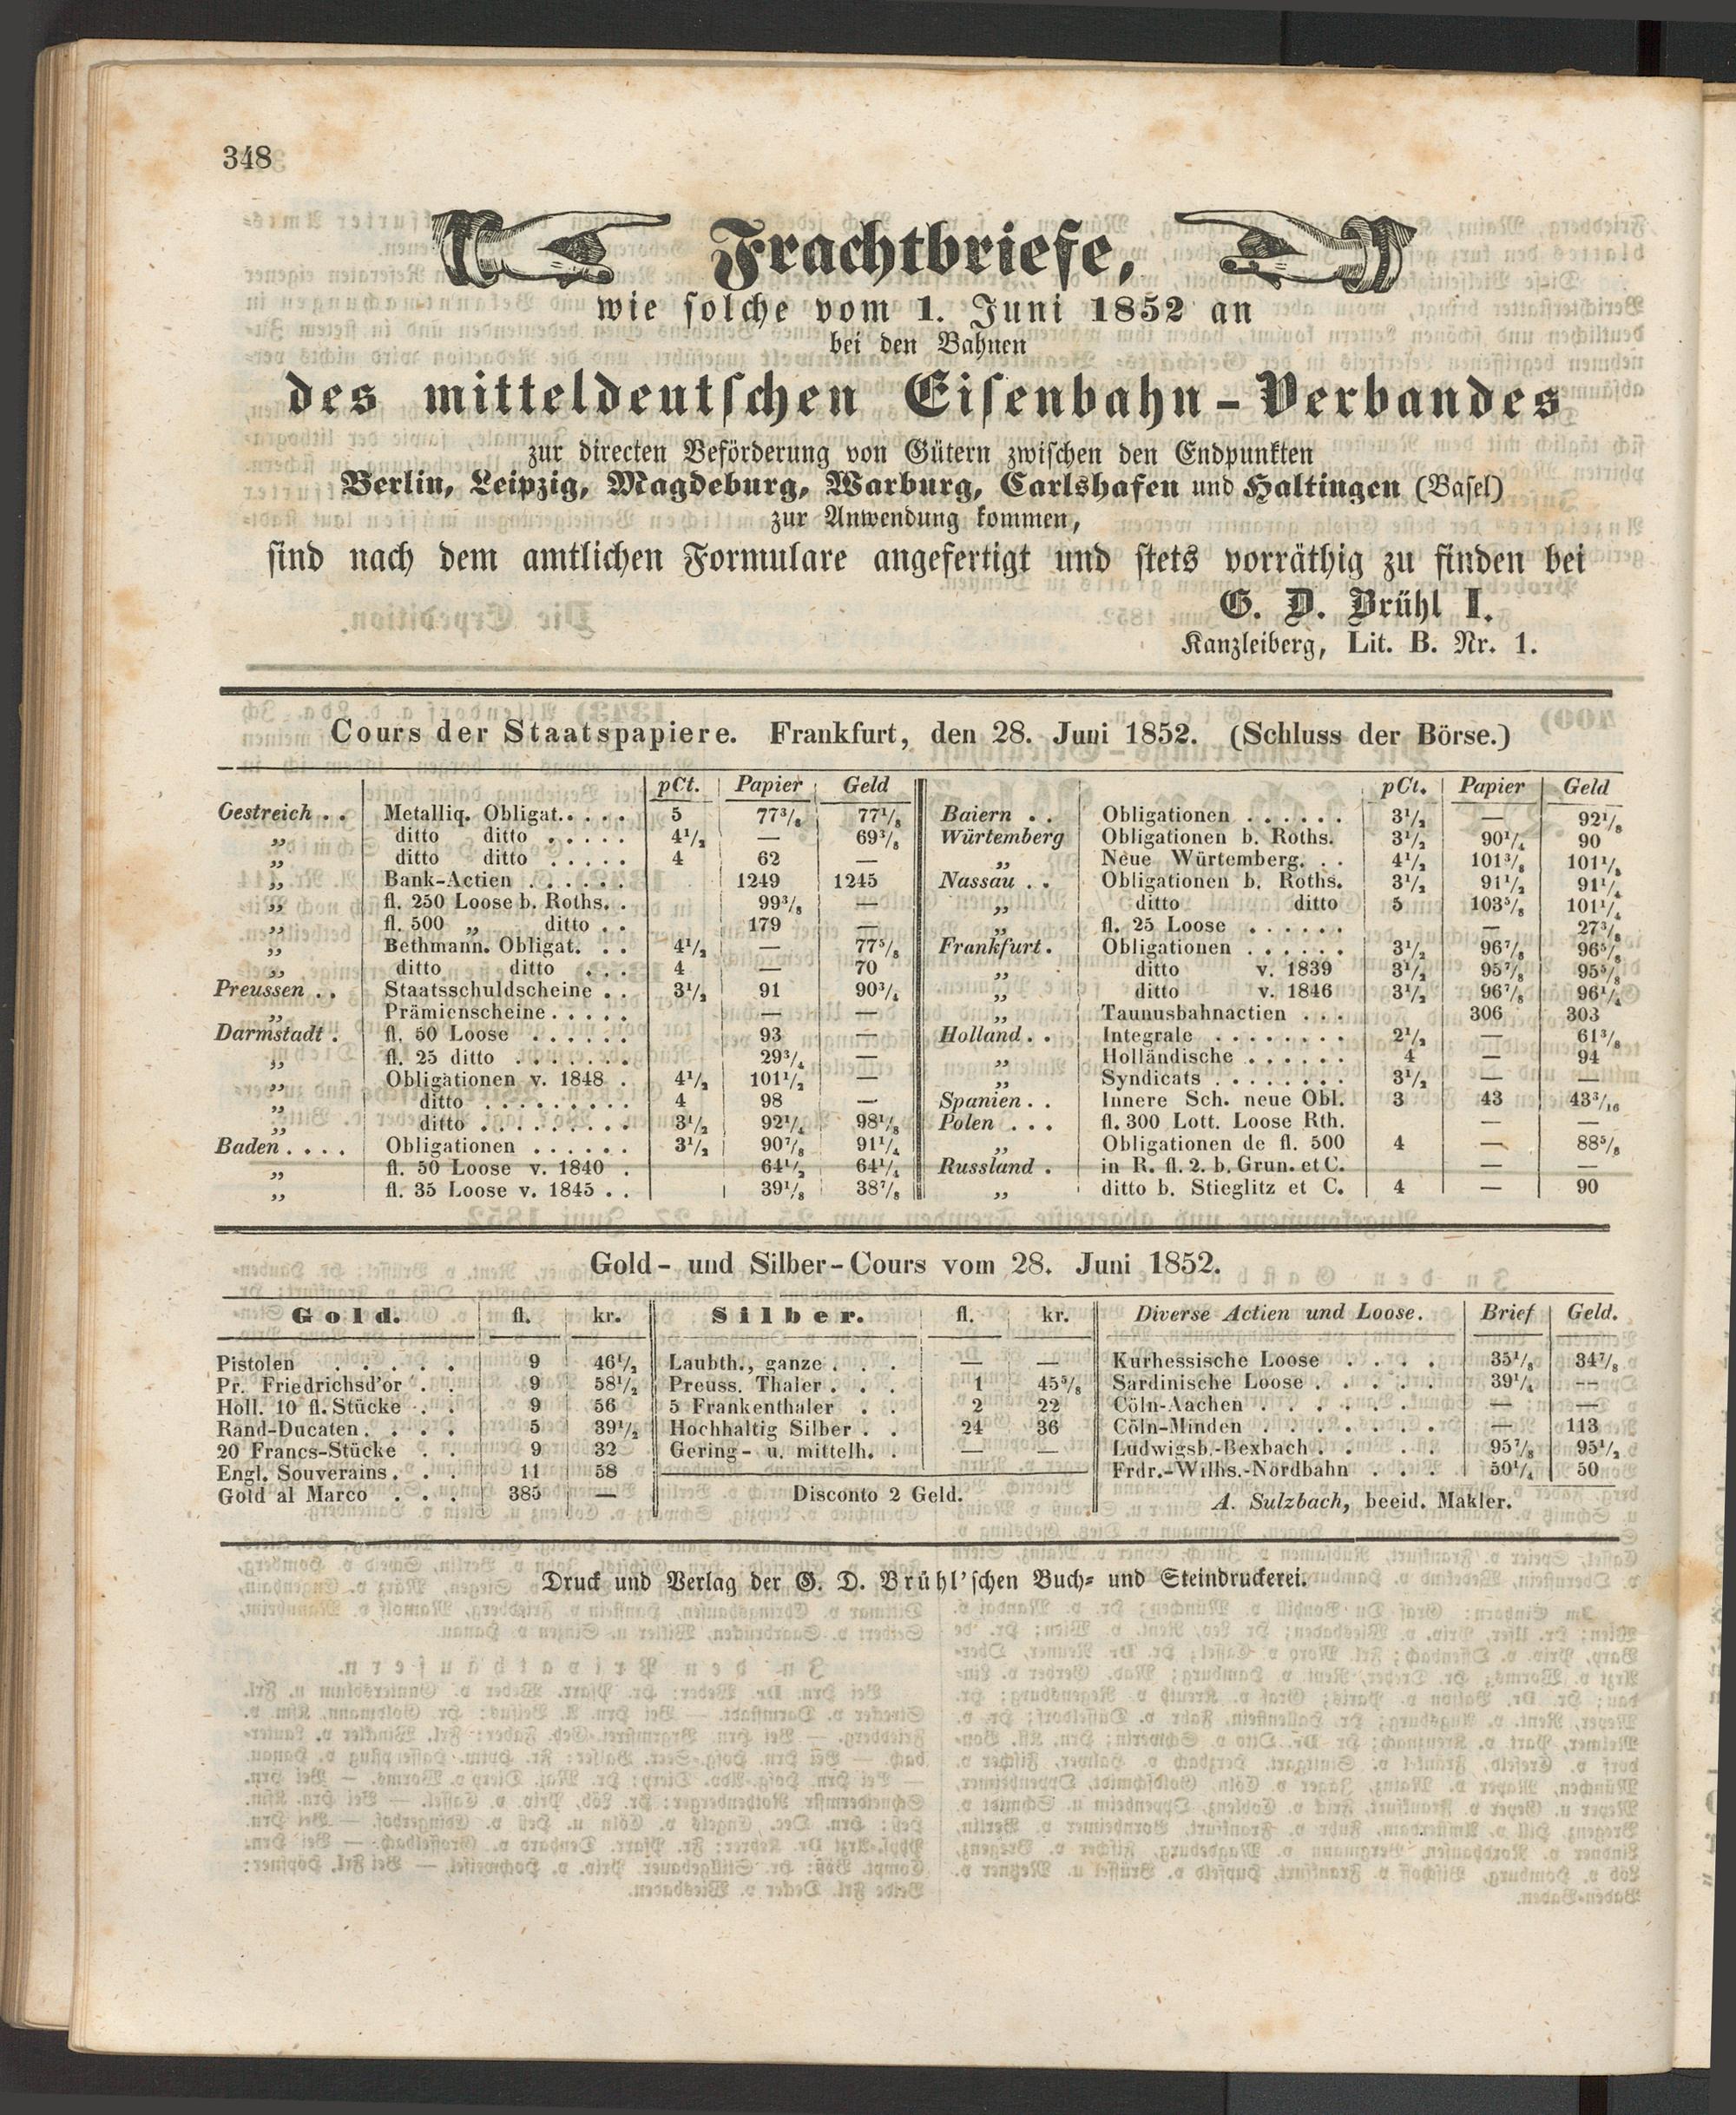 348
Frachtbriefe,
wie solche vom 1. Juni 1852 an
bei den Bahnen
des mitteldeutschen Eisenbahn-Verbandes
zur directen Beförderung von Gütern zwischen den Endpunkten
Berlin, Leipzig, Magdeburg, Warburg, Carlshafen und Haltingen (Basel)
zur Anwendung kommen,
sind nach dem amtlichen Formulare angefertigt und stets vorräthig zu finden bei
G. D. Brühl I.
Kanzleiberg, Lit. B. Nr. 1.
Cours der Staatspapiere. Frankfurt, den 28. Juni 1852. (Schluss der Börse.)
pCt. Papier Geld
Oestreich . . Metalliq. Obligat. . . . . 5 77³/₈ 77¹/₈
„ ditto ditto . . . . . 4¹/₂ — 69³/₈
„ ditto ditto . . . . . 4 62 —
„ Bank-Actien . . . . . . 1249 1245
„ fl. 250 Loose b. Roths. . 99³/₈ —
„ fl. 500 „ ditto . . 179 —
„ Bethmann. Obligat. . . 4¹/₂ — 77⁵/₈
„ ditto ditto . . . 4 — 70
Preussen . . Staatsschuldscheine . . 3¹/₂ 91 90³/₄
„ Prämienscheine . . . . . — —
Darmstadt . fl. 50 Loose . . . . . . 93 —
„ fl. 25 ditto . . . . . . . 29³/₄ —
„ Obligationen v. 1848 . 4¹/₂ 101¹/₂ —
„ ditto . . . . . . . . . 4 98 —
„ ditto . . . . . . . . . 3¹/₂ 92¹/₄ 98¹/₈
Baden . . . . Obligationen . . . . . . 3¹/₂ 90⁷/₈ 91¹/₄
„ fl. 50 Loose v. 1840 . 64¹/₂ 64¹/₄
„ fl. 35 Loose v. 1845 . . 39¹/₈ 38⁷/₈
pCt. Papier Geld
Baiern . . Obligationen . . . . . . 3¹/₂ — 92¹/₈
Würtemberg Obligationen b. Roths. 3¹/₂ 90¹/₄ 90
„ Neue Würtemberg. . . 4¹/₂ 101³/₈ 101¹/₈
Nassau . . Obligationen b. Roths. 3¹/₂ 91¹/₂ 91¹/₄
„ ditto ditto 5 103⁵/₈ 101¹/₄
„ fl. 25 Loose . . . . . . — 27³/₈
Frankfurt . Obligationen . . . . . . 3¹/₂ 96⁷/₈ 96⁵/₈
„ ditto v. 1839 3¹/₂ 95⁷/₈ 95⁵/₈
„ ditto v. 1846 3¹/₂ 96⁷/₈ 96¹/₄
„ Taunusbahnactien . . . 306 303
Holland . . Integrale . . . . . . . . 2¹/₂ — 61³/₈
„ Holländische . . . . . . 4 — 94
„ Syndicats . . . . . . . . 3¹/₂ — —
Spanien . . Innere Sch. neue Obl. 3 43 43³/₁₆
Polen . . . fl. 300 Lott. Loose Rth. — —
„ Obligationen de fl. 500 4 — 88⁵/₈
Russland . in R. fl. 2. b. Grun. et C. — —
„ ditto b. Stieglitz et C. 4 — 90
Gold- und Silber-Cours vom 28. Juni 1852.
Gold. fl. kr.
Pistolen . . . . . 9 46¹/₂
Pr. Friedrichsd'or . . 9 58¹/₂
Holl. 10 fl. Stücke . . 9 56
Rand-Ducaten . . . . 5 39¹/₂
20 Francs-Stücke . . 9 32
Engl. Souverains . . . 11 58
Gold al Marco . . . 385 —
Silber. fl. kr.
Laubth., ganze . . . — —
Preuss. Thaler . . . 1 45⁵/₈
5 Frankenthaler . . 2 22
Hochhaltig Silber . . 24 36
Gering- u. mittelh. . — —
Disconto 2 Geld.
Diverse Actien und Loose. Brief Geld.
Kurhessische Loose . . . . 35¹/₈ 34⁷/₈
Sardinische Loose . . . . . 39¹/₄ —
Cöln-Aachen . . . . . . — —
Cöln-Minden . . . . . . . — 113
Ludwigsb.-Bexbach . . . . . 95⁷/₈ 95¹/₂
Frdr.-Wilhs.-Nordbahn . . . 50¹/₄ 50
A. Sulzbach, beeid. Makler.
Druck und Verlag der G. D. Brühl'schen Buch- und Steindruckerei.